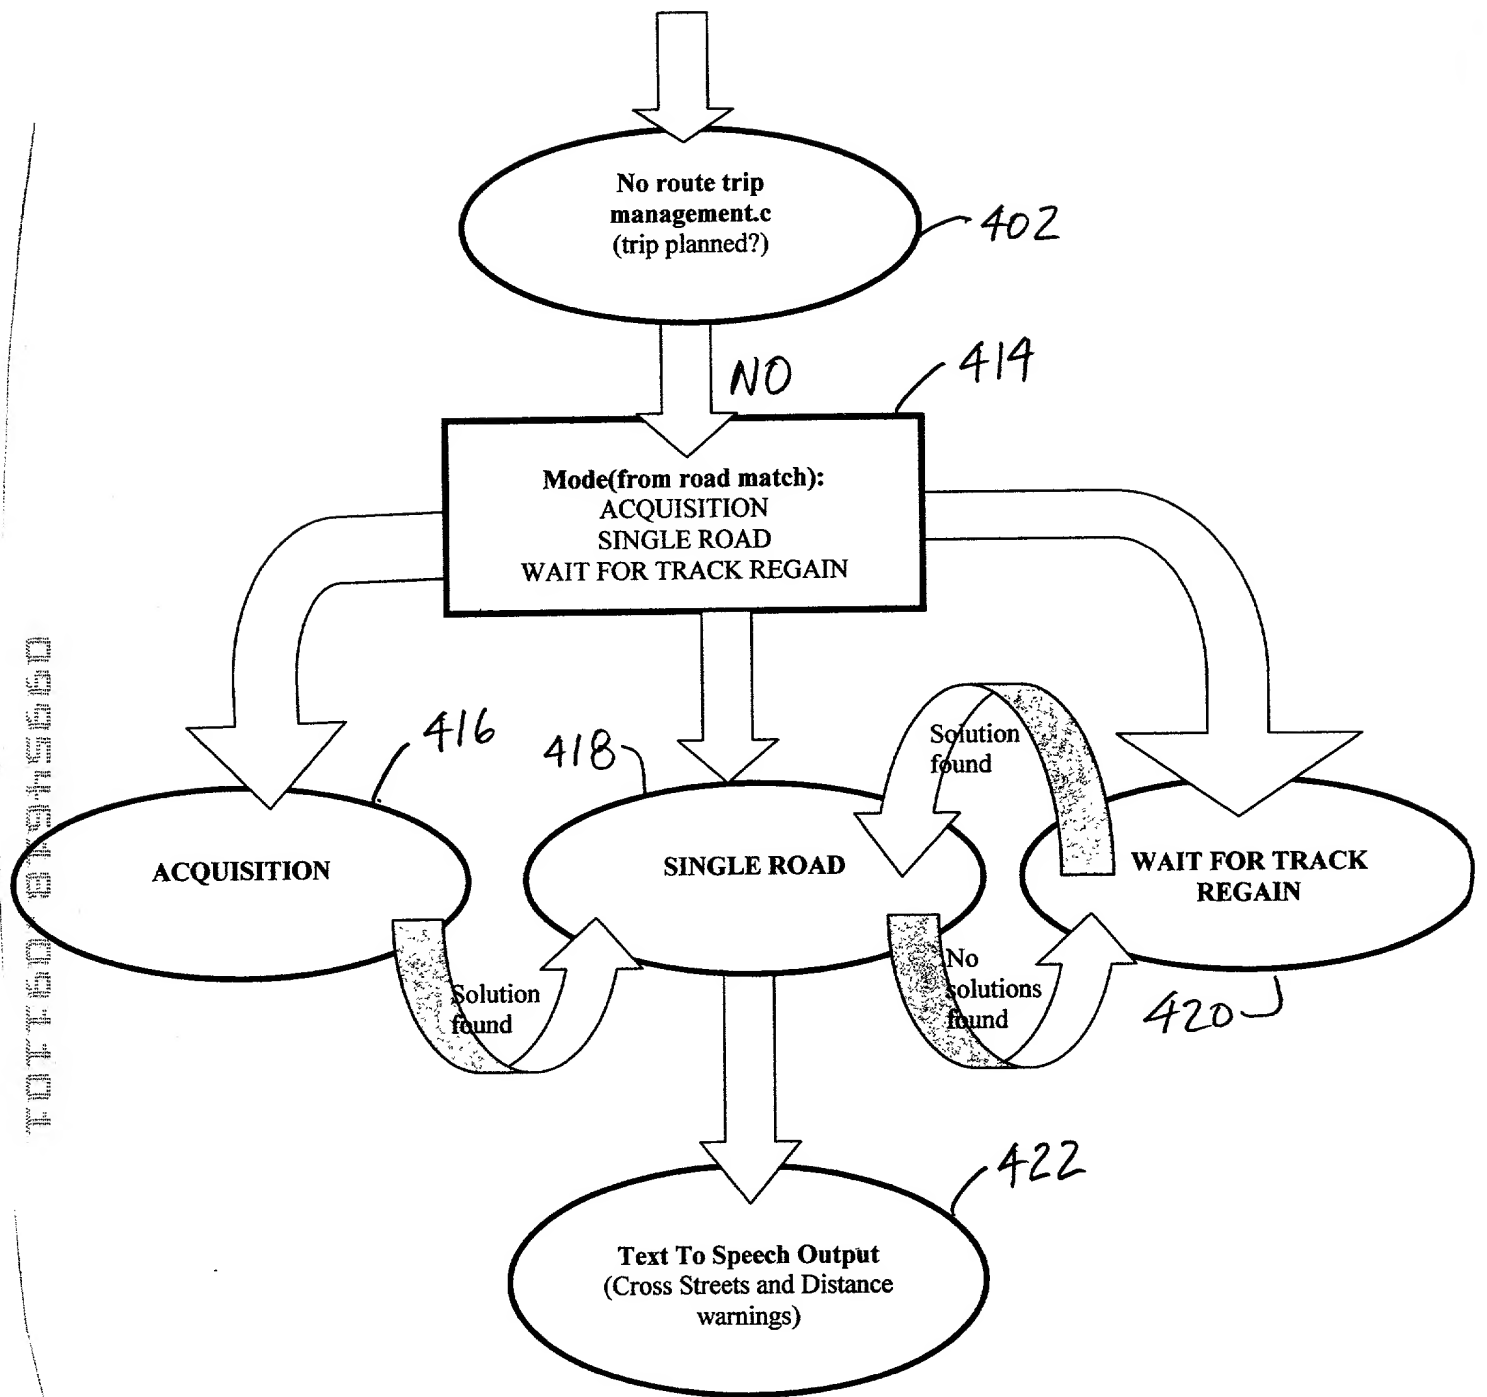 No route trip
management.c
(trip planned?)
402
NO
414
Mode(from road match):
ACQUISITION
SINGLE ROAD
WAIT FOR TRACK REGAIN
416
418
Solution
found
ACQUISITION
SINGLE ROAD
WAIT FOR TRACK
REGAIN
Solution
found
No
solutions
found
420
422
Text To Speech Output
(Cross Streets and Distance
warnings)